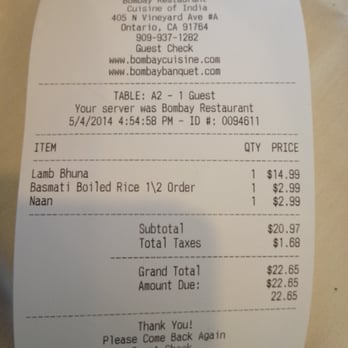 Bombay Restaurant
Cuisine of India
405 N Vineyard Ave #A
Ontario, CA 91764
909-937-1282
Guest Check
www.bombaycuisine.com
www.bombaybanquet.com
TABLE: A2 - 1 Guest
Your server was Bombay Restaurant
5/4/2014 4:54:58 PM - ID #: 0094611
ITEM QTY PRICE
Lamb Bhuna 1 $14.99
Basmati Boiled Rice 1\2 Order 1 $2.99
Naan 1 $2.99
Subtotal $20.97
Total Taxes $1.68
Grand Total $22.65
Amount Due: $22.65
22.65
Thank You!
Please Come Back Again
Guest Check